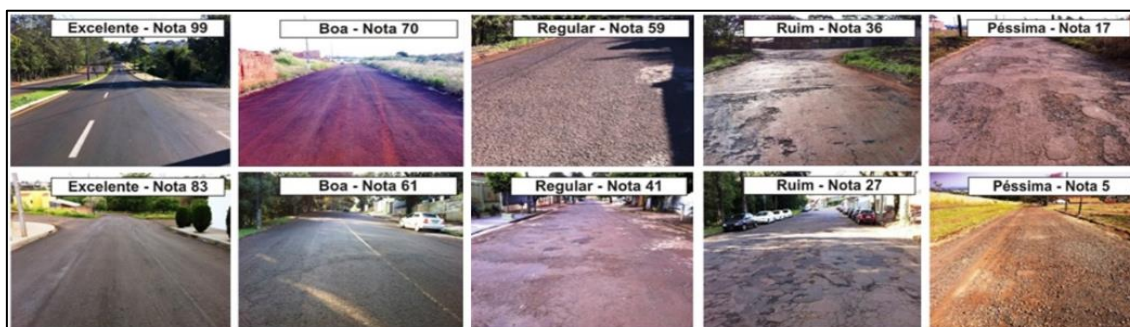 Excelente - Nota 99
Boa - Nota 70
Regular - Nota 59
Ruim - Nota 36
Péssima - Nota 17
Excelente - Nota 83
Boa - Nota 61
Regular - Nota 41
Ruim - Nota 27
Péssima - Nota 5